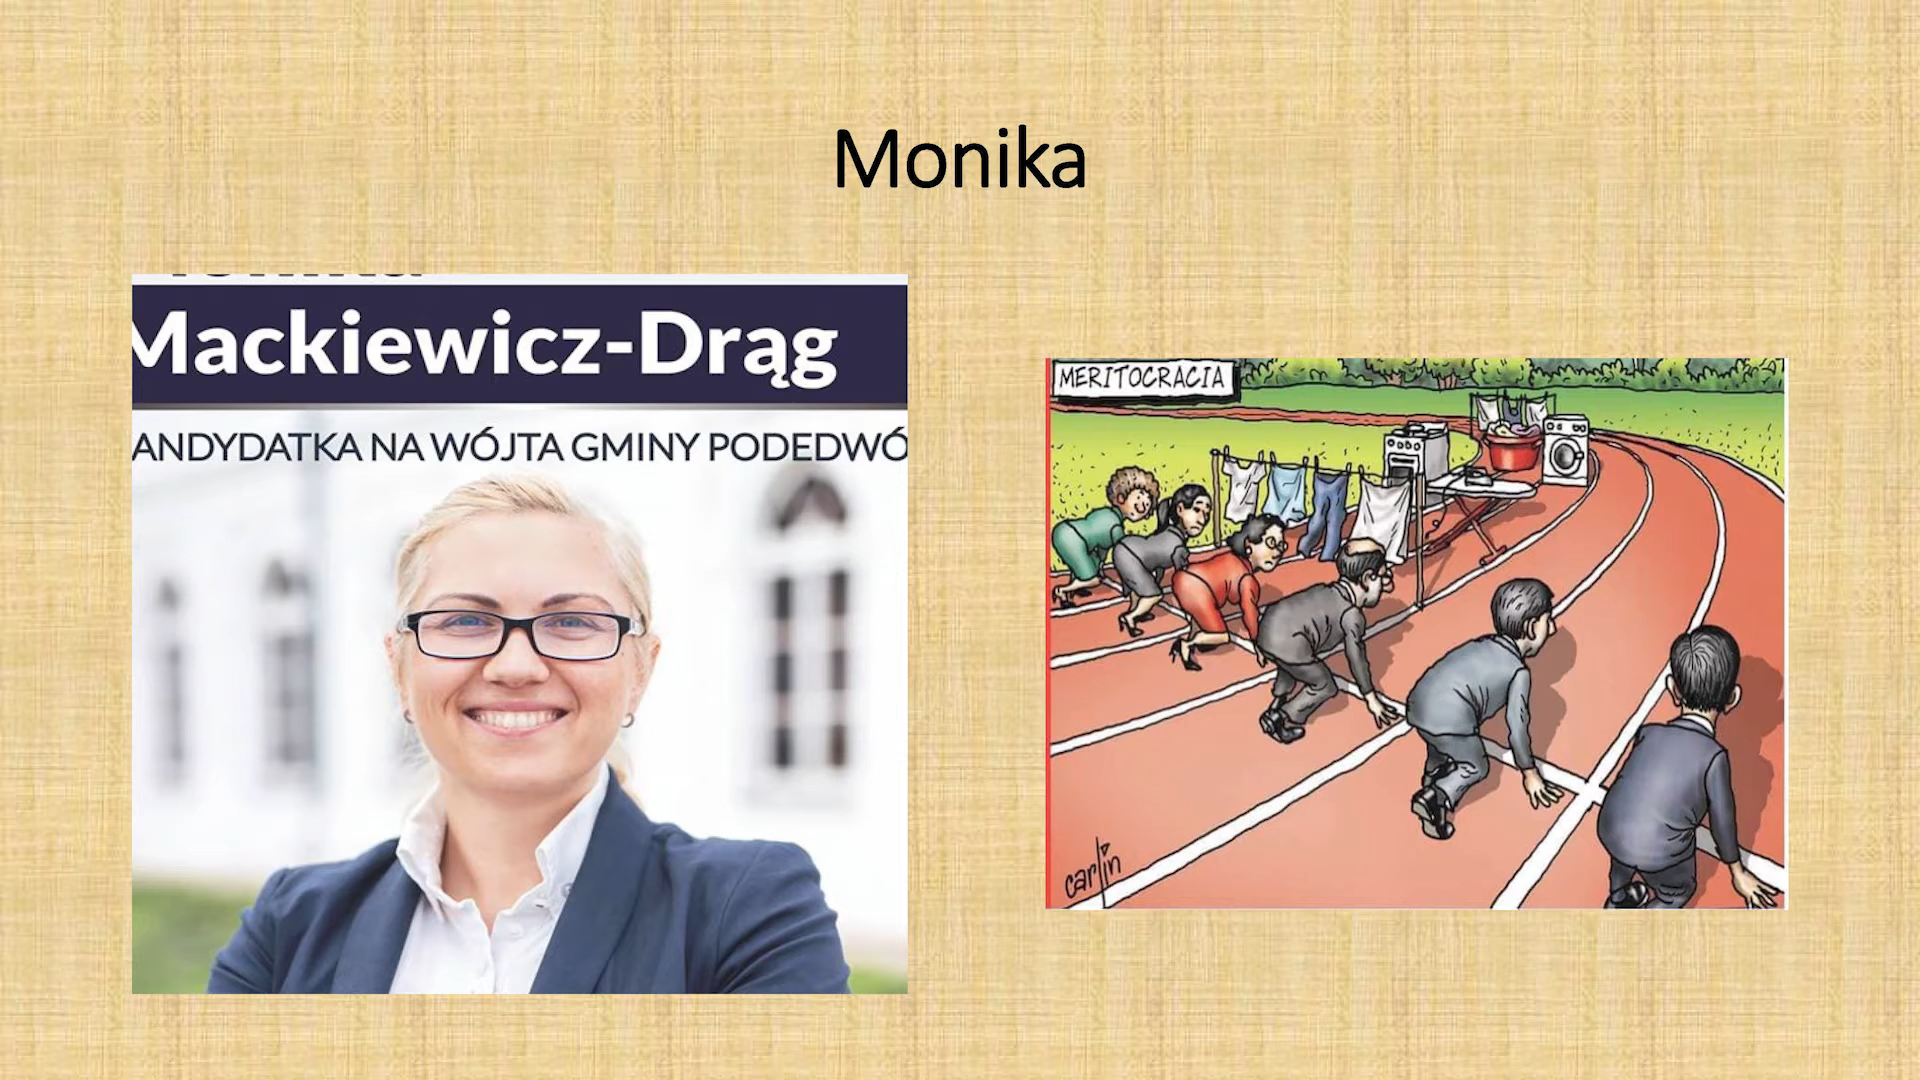 Monika
Mackiewicz-Drąg
ANDYDATKA NA WÓJTA GMINY PODEDWÓ
MERITOCRACIA
carlin